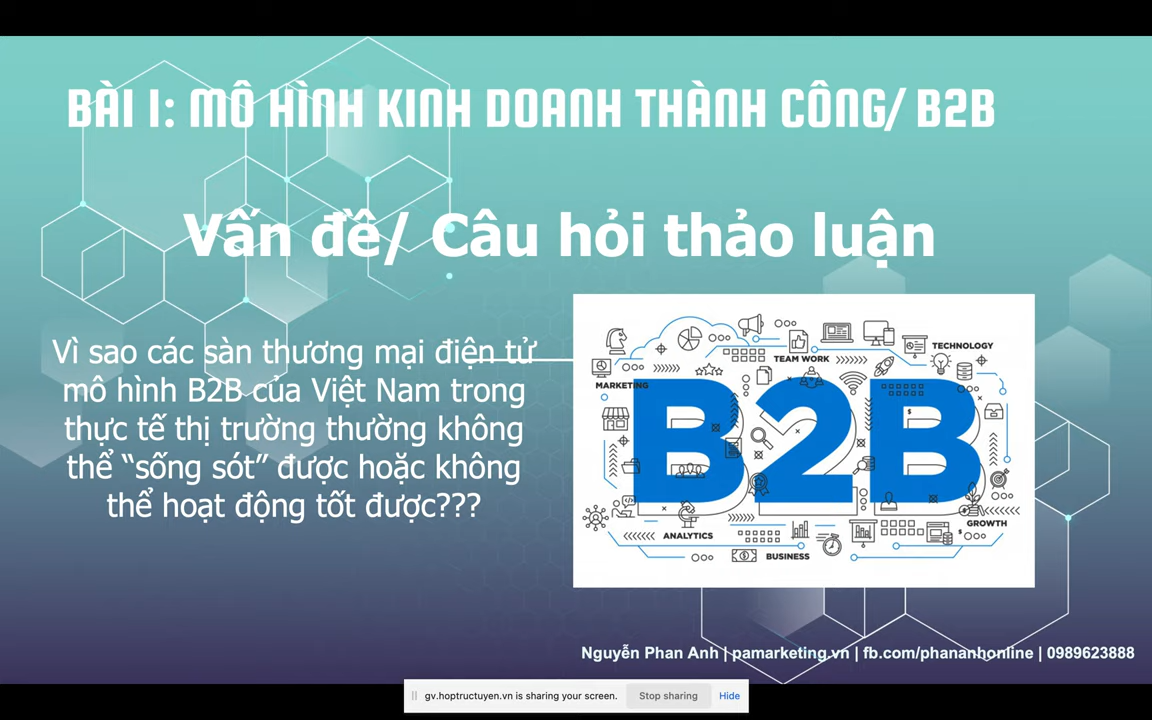 BÀI 1: MÔ HÌNH KINH DOANH THÀNH CÔNG/ B2B
Vấn đề/ Câu hỏi thảo luận
Vì sao các sàn thương mại điện tử
mô hình B2B của Việt Nam trong
thực tế thị trường thường không
thể “sống sót” được hoặc không
thể hoạt động tốt được???
TEAM WORK
TECHNOLOGY
MARKETING
B2B
GROWTH
ANALYTICS
BUSINESS
Nguyễn Phan Anh | pamarketing.vn | fb.com/phananhonline | 0989623888
gv.hoptructuyen.vn is sharing your screen.
Stop sharing
Hide